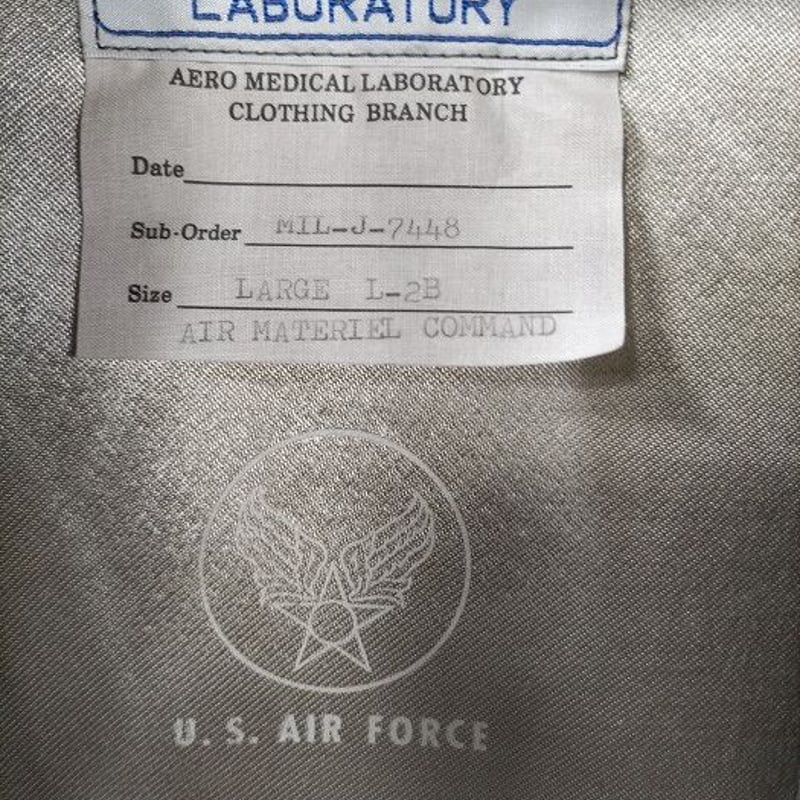 LABORATORY
AERO MEDICAL LABORATORY
CLOTHING BRANCH
Date
Sub-Order MIL-J-7448
Size LARGE L-2B
AIR MATERIEL COMMAND
U. S. AIR FORCE